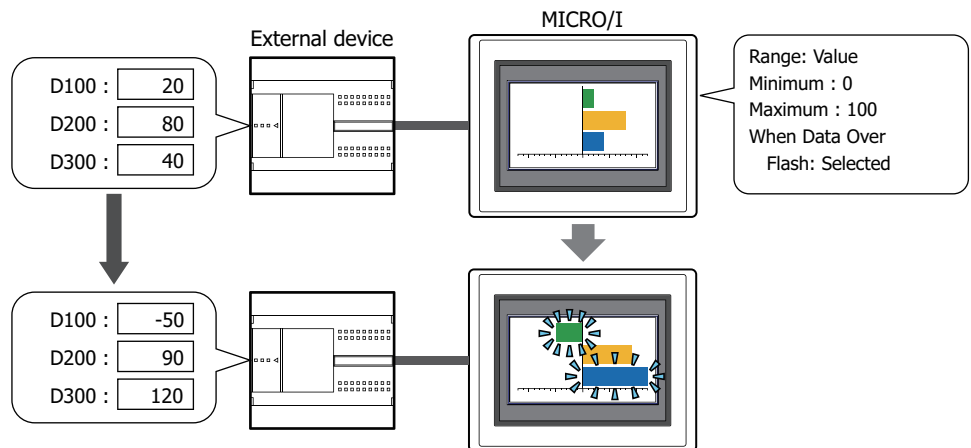 MICRO/I
External device
D100 : 20
D200 : 80
D300 : 40
Range: Value
Minimum : 0
Maximum : 100
When Data Over
Flash: Selected
D100 : -50
D200 : 90
D300 : 120